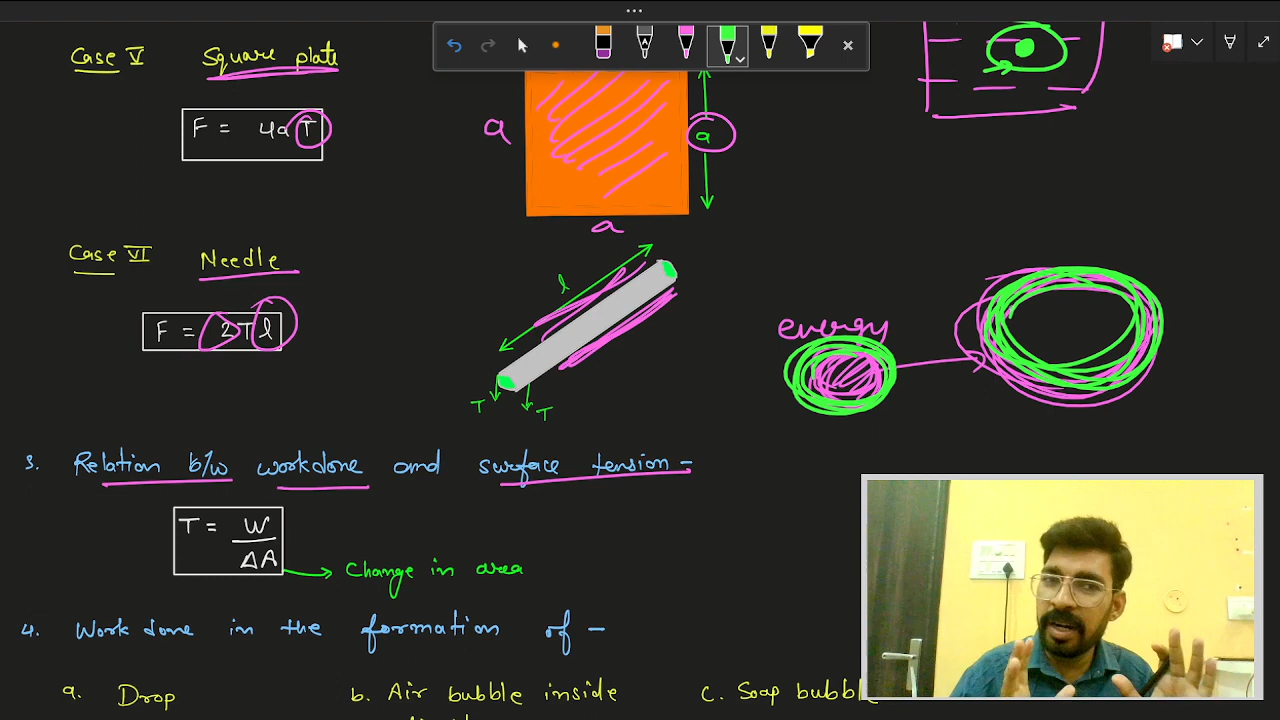 Case V Square plate
F = 4aT
a
a
a
Case VI Needle
F = 2Tl
l
T
T
energy
3. Relation b/w workdone and surface tension -
T = W
ΔA
Change in area
4. Work done in the formation of -
a. Drop b. Air bubble inside c. Soap bubble